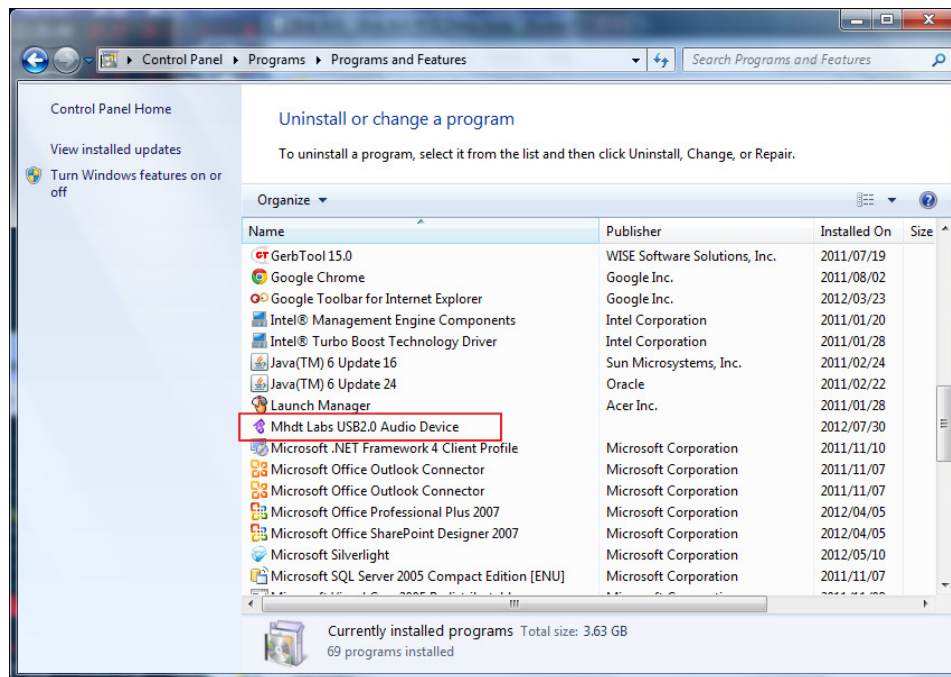 Control Panel Programs Programs and Features Search Programs and Features
Control Panel Home
View installed updates
Turn Windows features on or
off
Uninstall or change a program
To uninstall a program, select it from the list and then click Uninstall, Change, or Repair.
Organize
Name Publisher Installed On Size
GerbTool 15.0 WISE Software Solutions, Inc. 2011/07/19
Google Chrome Google Inc. 2011/08/02
Google Toolbar for Internet Explorer Google Inc. 2012/03/23
Intel® Management Engine Components Intel Corporation 2011/01/20
Intel® Turbo Boost Technology Driver Intel Corporation 2011/01/28
Java(TM) 6 Update 16 Sun Microsystems, Inc. 2011/02/24
Java(TM) 6 Update 24 Oracle 2011/02/22
Launch Manager Acer Inc. 2011/01/28
Mhdt Labs USB2.0 Audio Device 2012/07/30
Microsoft .NET Framework 4 Client Profile Microsoft Corporation 2011/11/10
Microsoft Office Outlook Connector Microsoft Corporation 2011/11/07
Microsoft Office Outlook Connector Microsoft Corporation 2011/11/07
Microsoft Office Professional Plus 2007 Microsoft Corporation 2012/04/05
Microsoft Office SharePoint Designer 2007 Microsoft Corporation 2012/04/05
Microsoft Silverlight Microsoft Corporation 2012/05/10
Microsoft SQL Server 2005 Compact Edition [ENU] Microsoft Corporation 2011/11/07
Currently installed programs Total size: 3.63 GB
69 programs installed